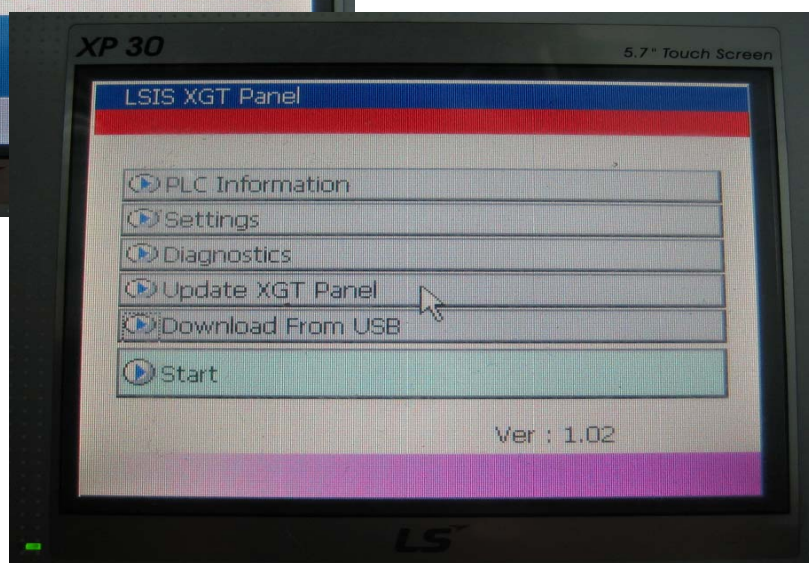 XP 30
5.7" Touch Screen
LSIS XGT Panel
PLC Information
Settings
Diagnostics
Update XGT Panel
Download From USB
Start
Ver : 1.02
LS